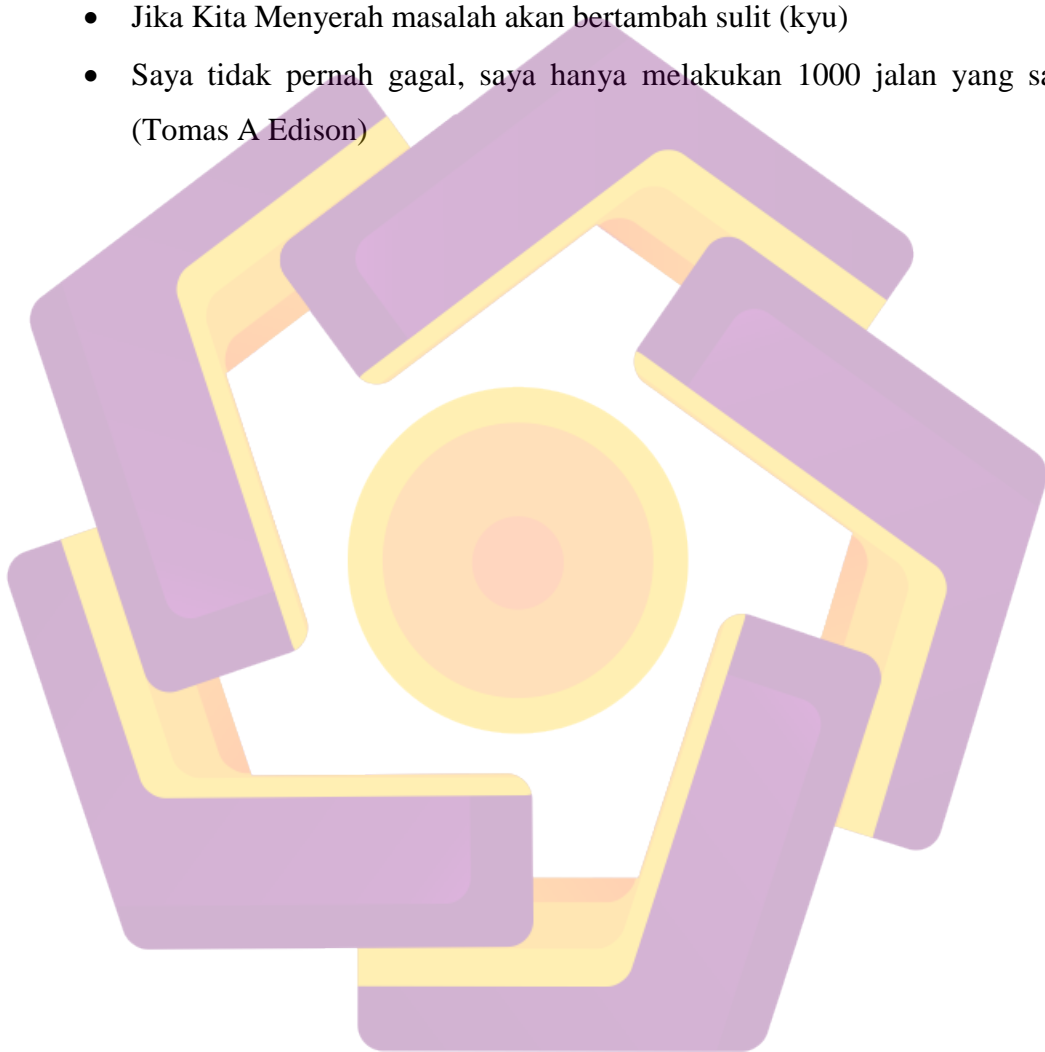 • Jika Kita Menyerah masalah akan bertambah sulit (kyu)
• Saya tidak pernah gagal, saya hanya melakukan 1000 jalan yang
(Tomas A Edison)